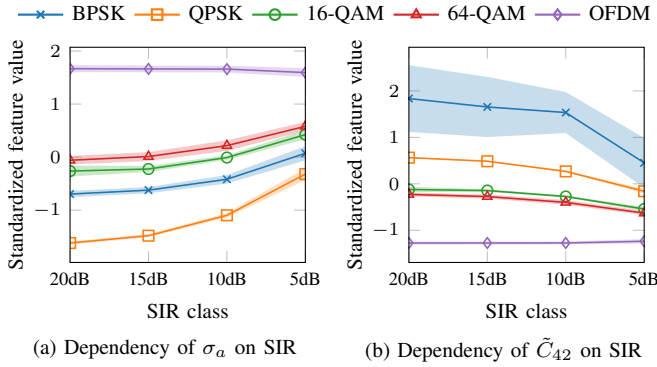 BPSK QPSK 16-QAM 64-QAM OFDM
Standardized feature value
2
1
0
−1
20dB 15dB 10dB 5dB
SIR class
(a) Dependency of σₐ on SIR
Standardized feature value
2
1
0
−1
20dB 15dB 10dB 5dB
SIR class
(b) Dependency of C̃₄₂ on SIR